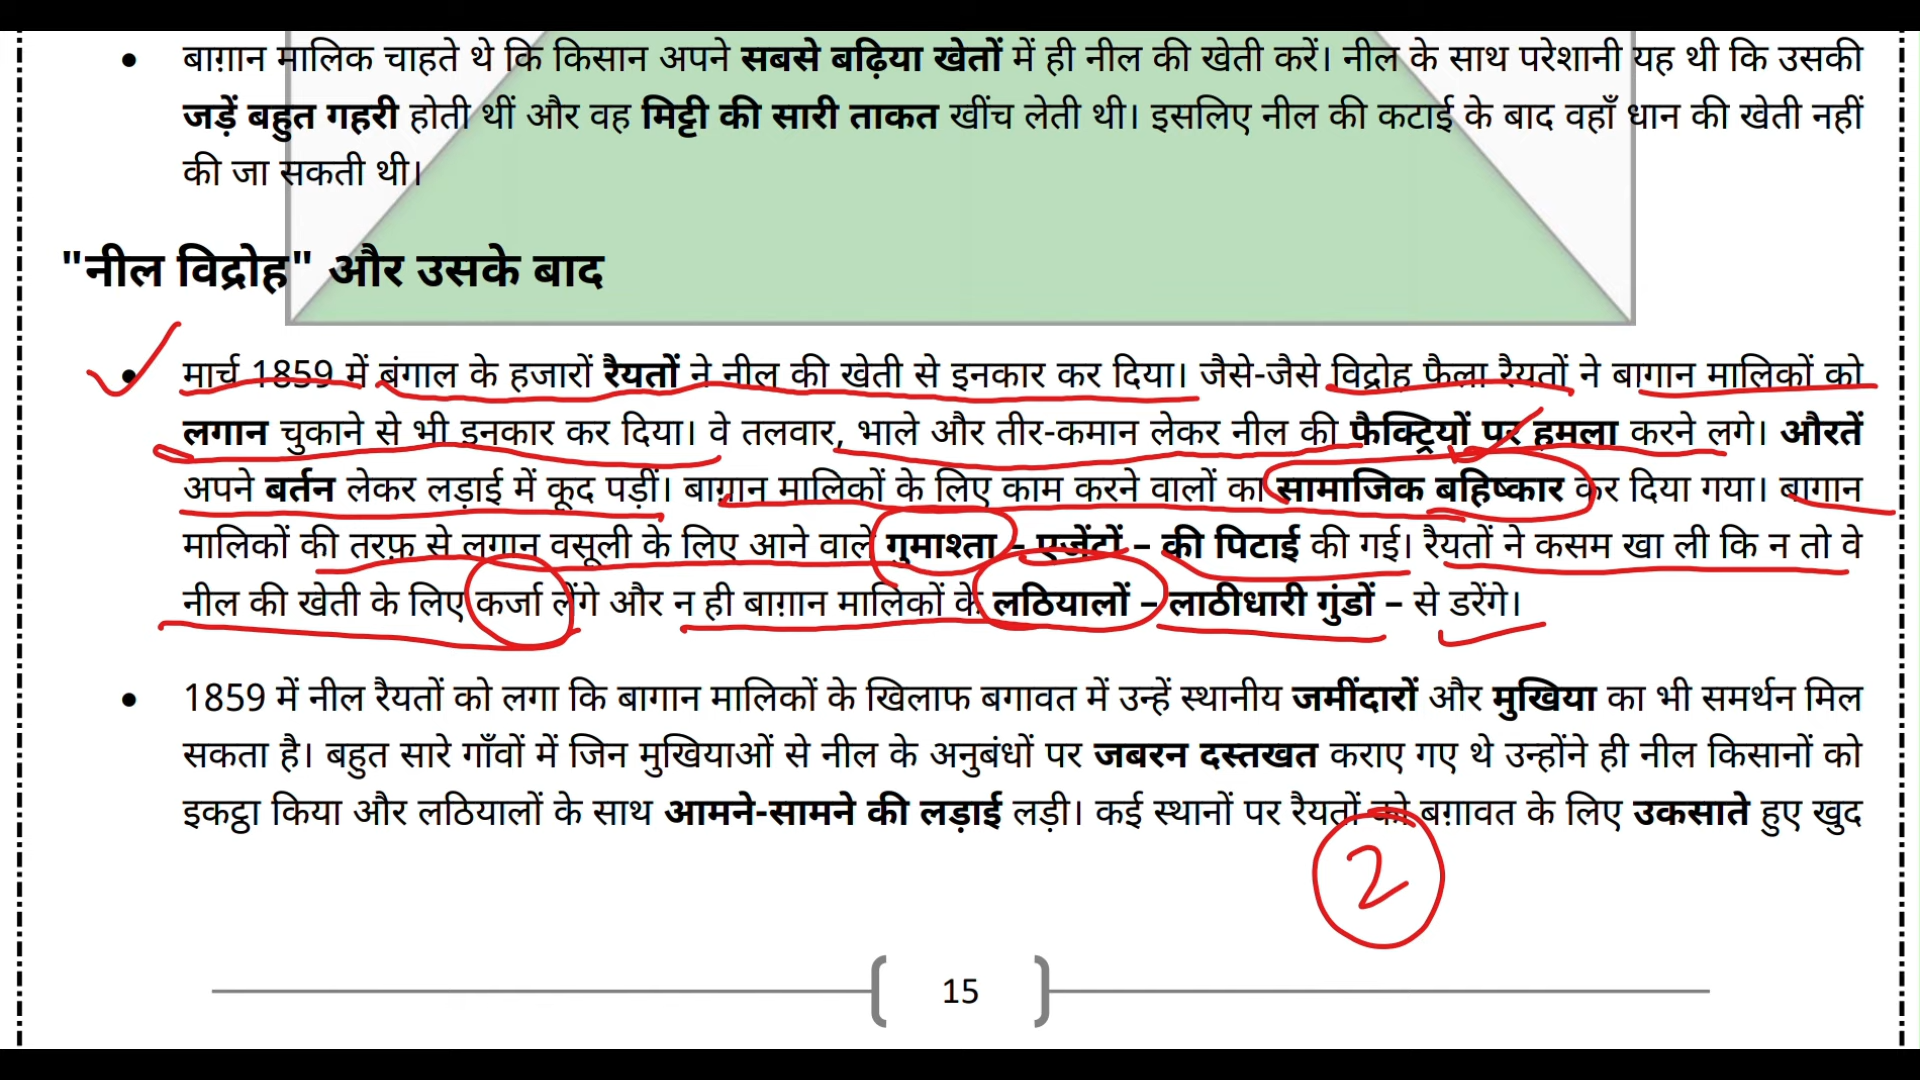 • बाग़ान मालिक चाहते थे कि किसान अपने सबसे बढ़िया खेतों में ही नील की खेती करें। नील के साथ परेशानी यह थी कि उसकी
जड़ें बहुत गहरी होती थीं और वह मिट्टी की सारी ताकत खींच लेती थी। इसलिए नील की कटाई के बाद वहाँ धान की खेती नहीं
की जा सकती थी।
"नील विद्रोह" और उसके बाद
• मार्च 1859 में बंगाल के हजारों रैयतों ने नील की खेती से इनकार कर दिया। जैसे-जैसे विद्रोह फैला रैयतों ने बागान मालिकों को
लगान चुकाने से भी इनकार कर दिया। वे तलवार, भाले और तीर-कमान लेकर नील की फैक्ट्रियों पर हमला करने लगे। औरतें
अपने बर्तन लेकर लड़ाई में कूद पड़ीं। बाग़ान मालिकों के लिए काम करने वालों का सामाजिक बहिष्कार कर दिया गया। बागान
मालिकों की तरफ़ से लगान वसूली के लिए आने वाले गुमाश्ता – एजेंटों – की पिटाई की गई। रैयतों ने कसम खा ली कि न तो वे
नील की खेती के लिए कर्जा लेंगे और न ही बाग़ान मालिकों के लठियालों – लाठीधारी गुंडों – से डरेंगे।
• 1859 में नील रैयतों को लगा कि बागान मालिकों के खिलाफ बगावत में उन्हें स्थानीय जमींदारों और मुखिया का भी समर्थन मिल
सकता है। बहुत सारे गाँवों में जिन मुखियाओं से नील के अनुबंधों पर जबरन दस्तखत कराए गए थे उन्होंने ही नील किसानों को
इकट्ठा किया और लठियालों के साथ आमने-सामने की लड़ाई लड़ी। कई स्थानों पर रैयतों को बग़ावत के लिए उकसाते हुए खुद
2
15